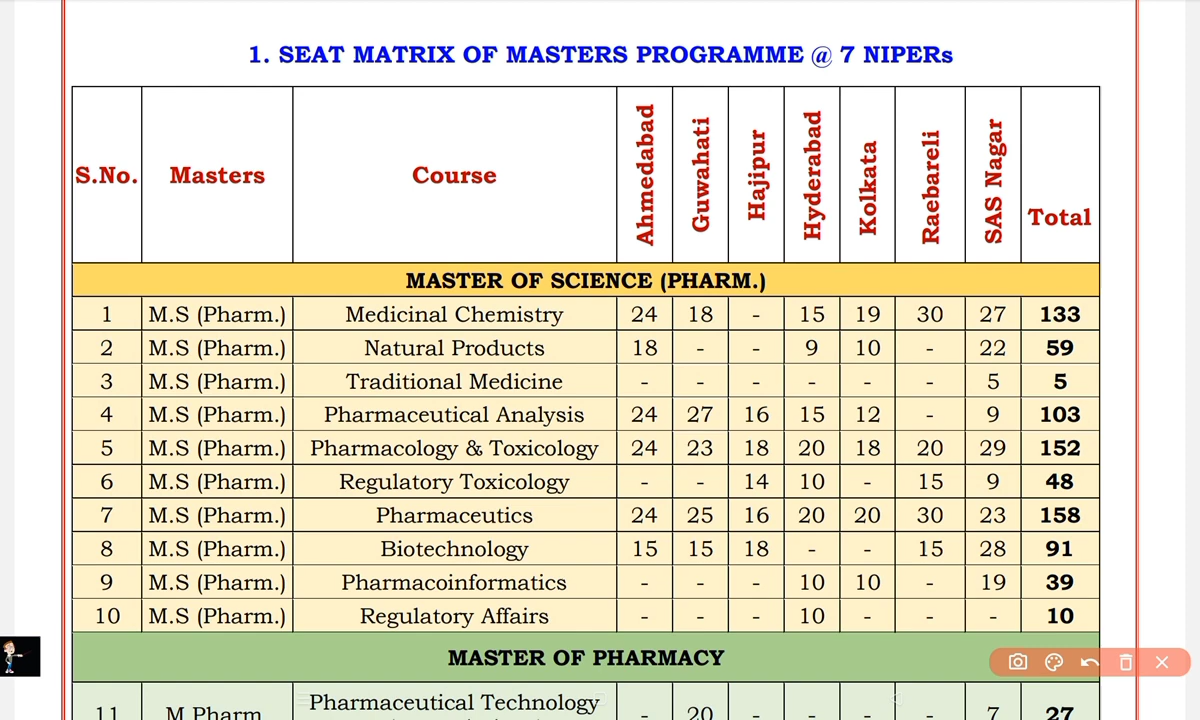 1. SEAT MATRIX OF MASTERS PROGRAMME @ 7 NIPERs
S.No. Masters Course Ahmedabad Guwahati Hajipur Hyderabad Kolkata Raebareli SAS Nagar Total
MASTER OF SCIENCE (PHARM.)
1 M.S (Pharm.) Medicinal Chemistry 24 18 - 15 19 30 27 133
2 M.S (Pharm.) Natural Products 18 - - 9 10 - 22 59
3 M.S (Pharm.) Traditional Medicine - - - - - - 5 5
4 M.S (Pharm.) Pharmaceutical Analysis 24 27 16 15 12 - 9 103
5 M.S (Pharm.) Pharmacology & Toxicology 24 23 18 20 18 20 29 152
6 M.S (Pharm.) Regulatory Toxicology - - 14 10 - 15 9 48
7 M.S (Pharm.) Pharmaceutics 24 25 16 20 20 30 23 158
8 M.S (Pharm.) Biotechnology 15 15 18 - - 15 28 91
9 M.S (Pharm.) Pharmacoinformatics - - - 10 10 - 19 39
10 M.S (Pharm.) Regulatory Affairs - - - 10 - - - 10
MASTER OF PHARMACY
Pharmaceutical Technology
11 M.Pharm - 20 - - - - 7 27